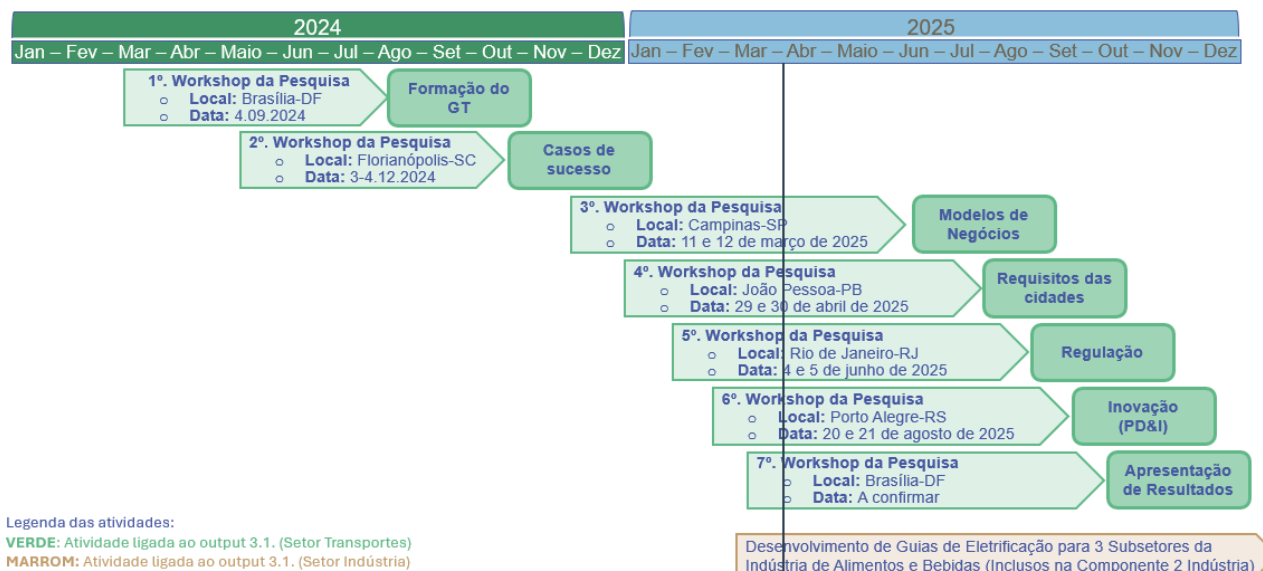 2024
2025
Jan – Fev – Mar – Abr – Maio – Jun – Jul – Ago – Set – Out – Nov – Dez
Jan – Fev – Mar – Abr – Maio – Jun – Jul – Ago – Set – Out – Nov – Dez
1º. Workshop da Pesquisa
o Local: Brasília-DF
o Data: 4.09.2024
Formação do
GT
2º. Workshop da Pesquisa
o Local: Florianópolis-SC
o Data: 3-4.12.2024
Casos de
sucesso
3º. Workshop da Pesquisa
o Local: Campinas-SP
o Data: 11 e 12 de março de 2025
Modelos de
Negócios
4º. Workshop da Pesquisa
o Local: João Pessoa-PB
o Data: 29 e 30 de abril de 2025
Requisitos das
cidades
5º. Workshop da Pesquisa
o Local: Rio de Janeiro-RJ
o Data: 4 e 5 de junho de 2025
Regulação
6º. Workshop da Pesquisa
o Local: Porto Alegre-RS
o Data: 20 e 21 de agosto de 2025
Inovação
(PD&I)
7º. Workshop da Pesquisa
o Local: Brasília-DF
o Data: A confirmar
Apresentação
de Resultados
Legenda das atividades:
VERDE: Atividade ligada ao output 3.1. (Setor Transportes)
MARROM: Atividade ligada ao output 3.1. (Setor Indústria)
Desenvolvimento de Guias de Eletrificação para 3 Subsetores da
Indústria de Alimentos e Bebidas (Inclusos na Componente 2 Indústria)